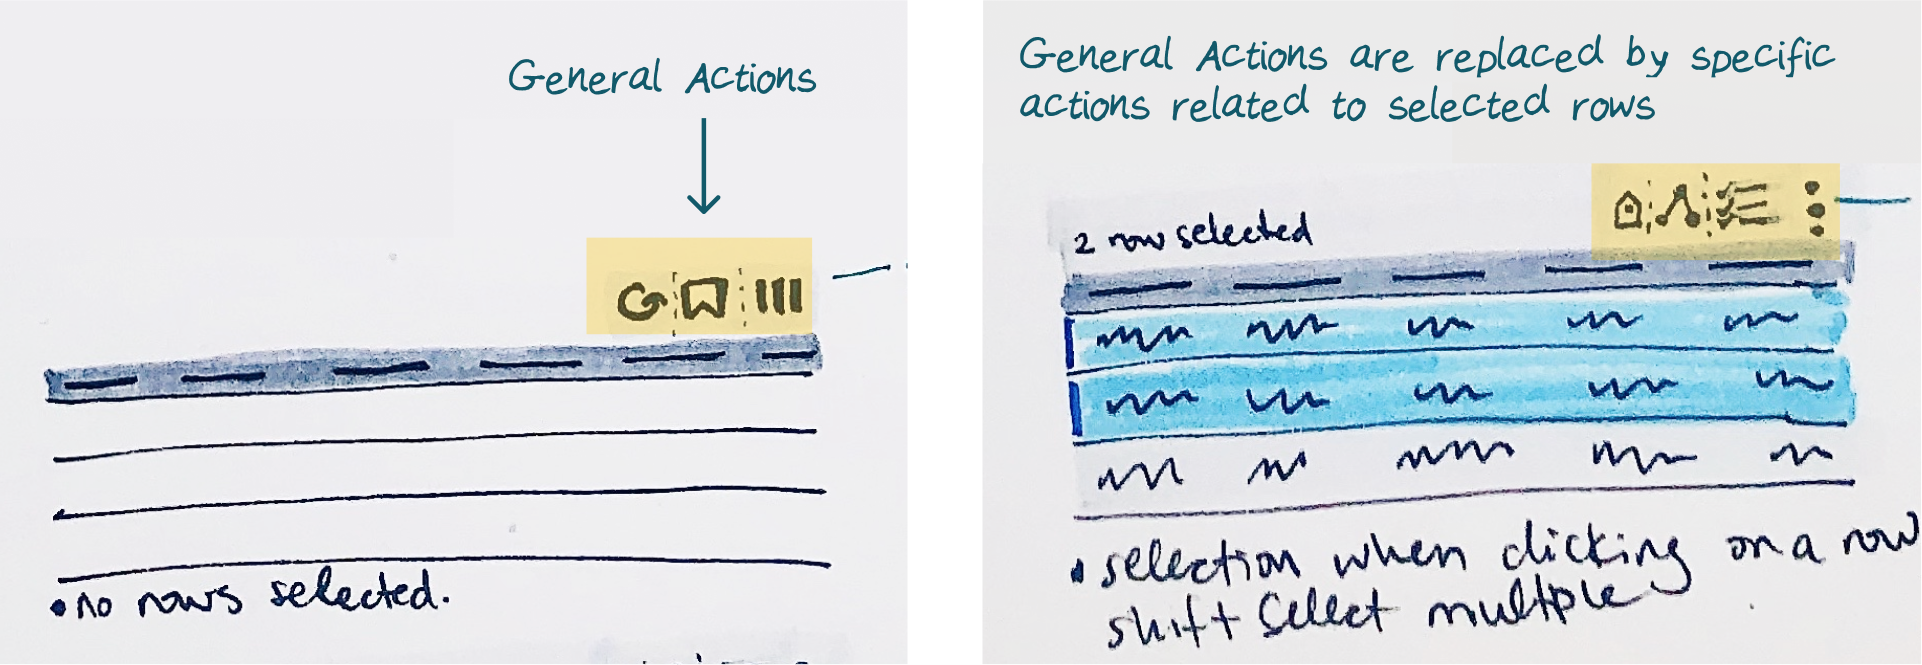 General Actions
• no rows selected.
General Actions are replaced by specific
actions related to selected rows
2 row selected
• selection when clicking on a row
shift select multiple